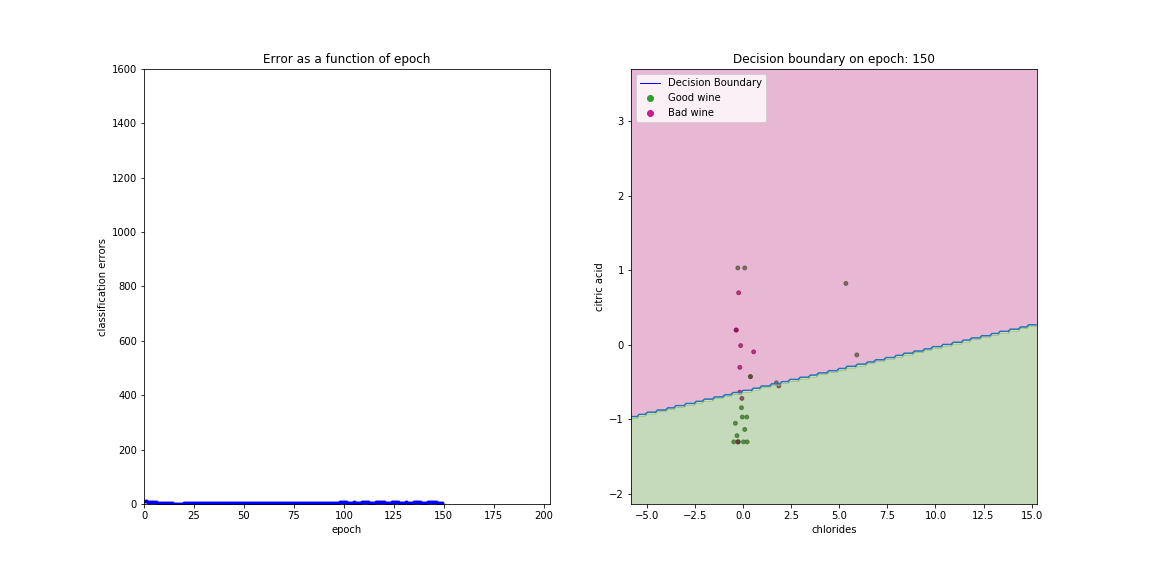 Error as a function of epoch
1600
1400
1200
1000
800
600
400
200
0
classification errors
0 25 50 75 100 125 150 175 200
epoch
Decision boundary on epoch: 150
Decision Boundary
Good wine
Bad wine
3
2
1
0
−1
−2
citric acid
−5.0 −2.5 0.0 2.5 5.0 7.5 10.0 12.5 15.0
chlorides